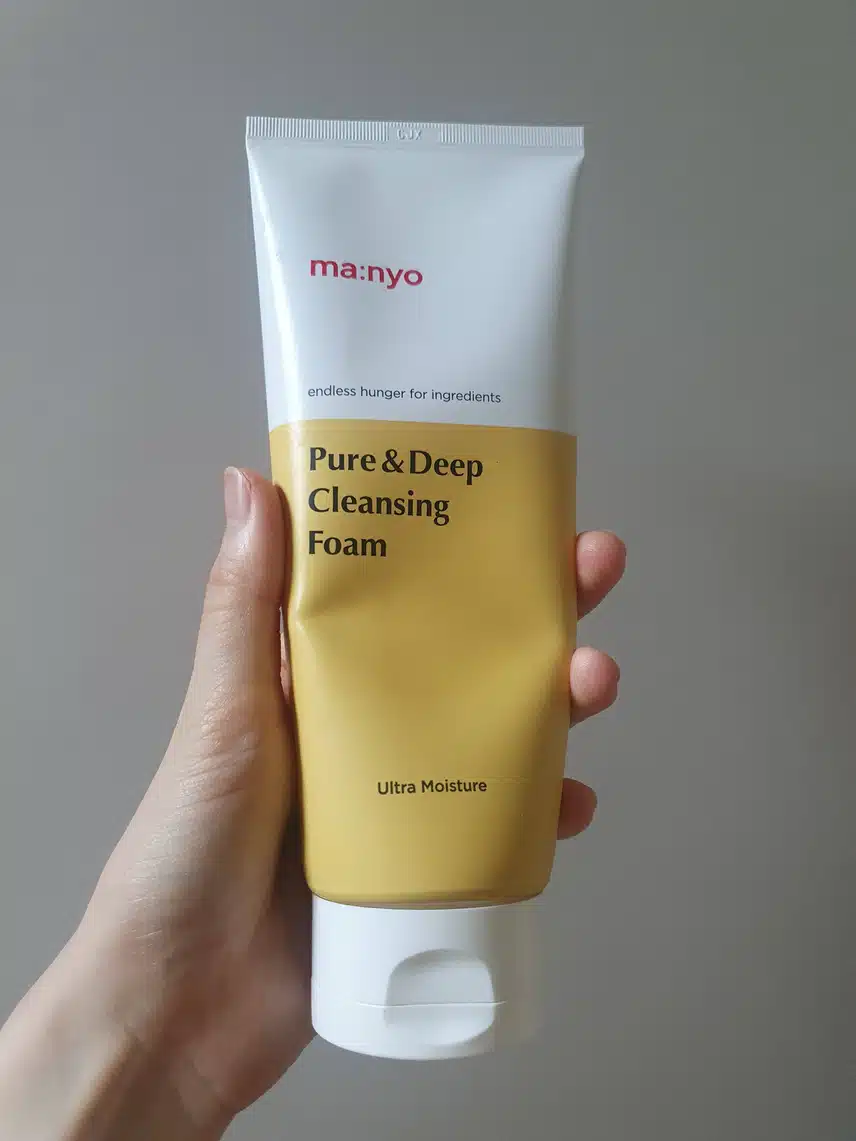 ma:nyo
endless hunger for ingredients
Pure & Deep
Cleansing
Foam
Ultra Moisture